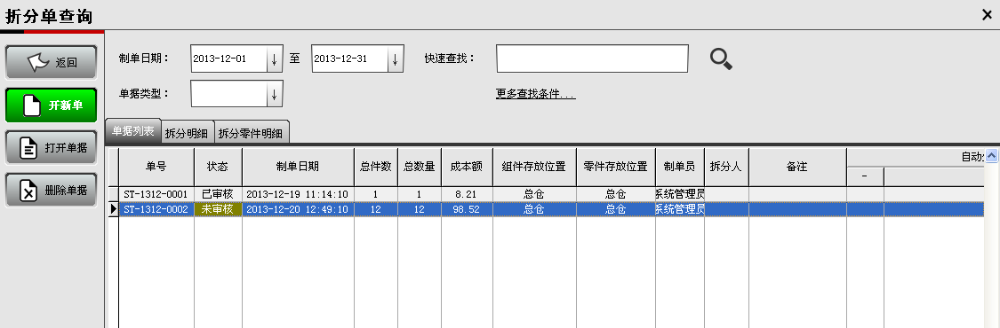 折分单查询
返回
开新单
打开单据
删除单据
制单日期： 2013-12-01 至 2013-12-31 快速查找：
单据类型： 更多查找条件...
单据列表 拆分明细 拆分零件明细
单号 状态 制单日期 总件数 总数量 成本额 组件存放位置 零件存放位置 制单员 拆分人 备注 自动
-
ST-1312-0001 已审核 2013-12-19 11:14:10 1 1 8.21 总仓 总仓 系统管理员
ST-1312-0002 未审核 2013-12-20 12:49:10 12 12 98.52 总仓 总仓 系统管理员